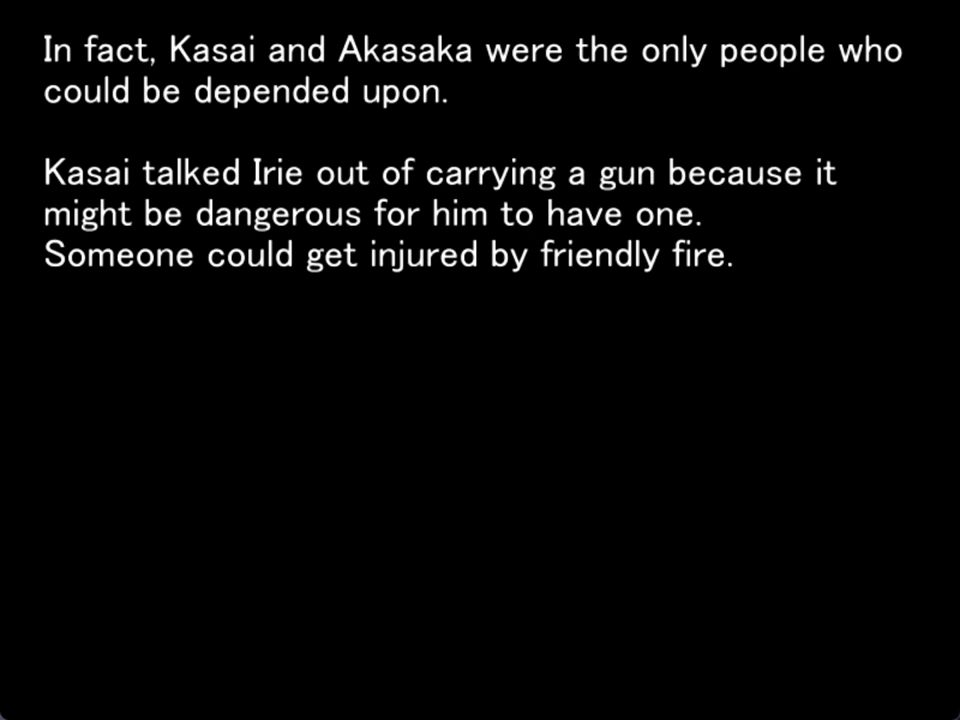 In fact, Kasai and Akasaka were the only people who
could be depended upon.
Kasai talked Irie out of carrying a gun because it
might be dangerous for him to have one.
Someone could get injured by friendly fire.